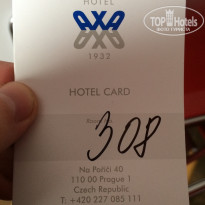 TOP HOTELS
HOTEL
AXA
1932
HOTEL CARD
308
Na Poříčí 40
110 00 Prague 1
Czech Republic
T: +420 227 085 111